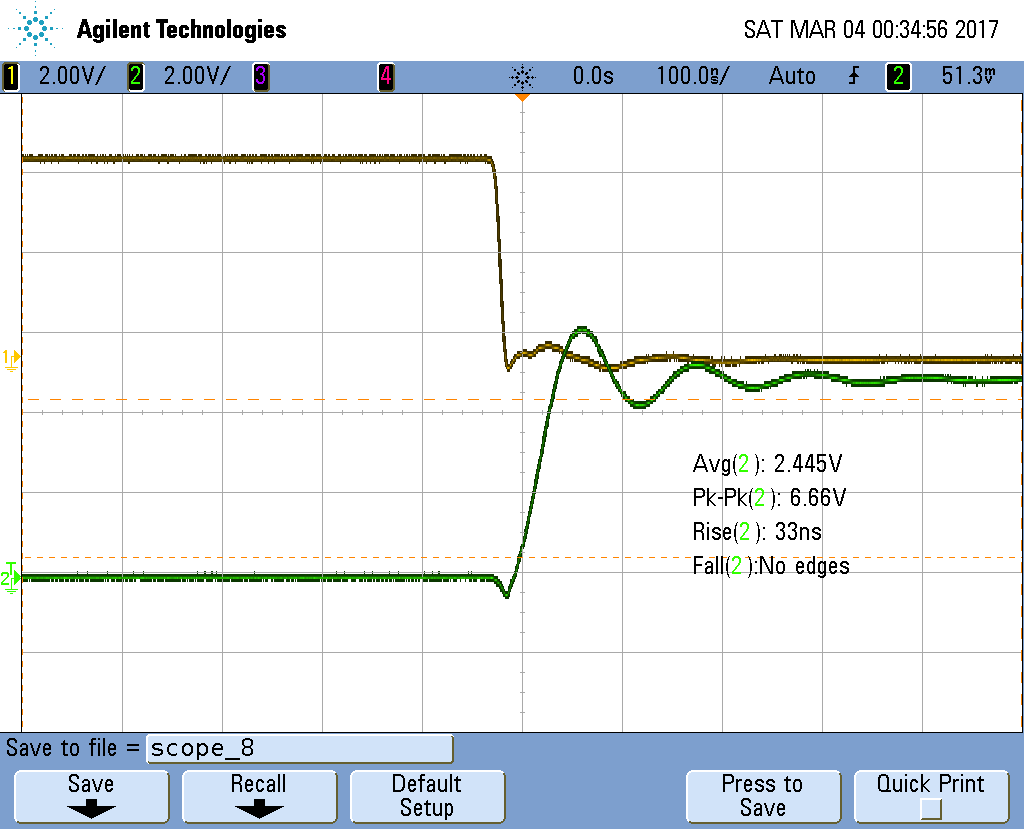 Agilent Technologies
SAT MAR 04 00:34:56 2017
1 2.00V/ 2 2.00V/ 3 4 0.0s 100.0ns/ Auto 2 51.3mV
1
T
2
Avg(2): 2.445V
Pk-Pk(2): 6.66V
Rise(2): 33ns
Fall(2):No edges
Save to file = scope_8
Save
Recall
Default
Setup
Press to
Save
Quick Print